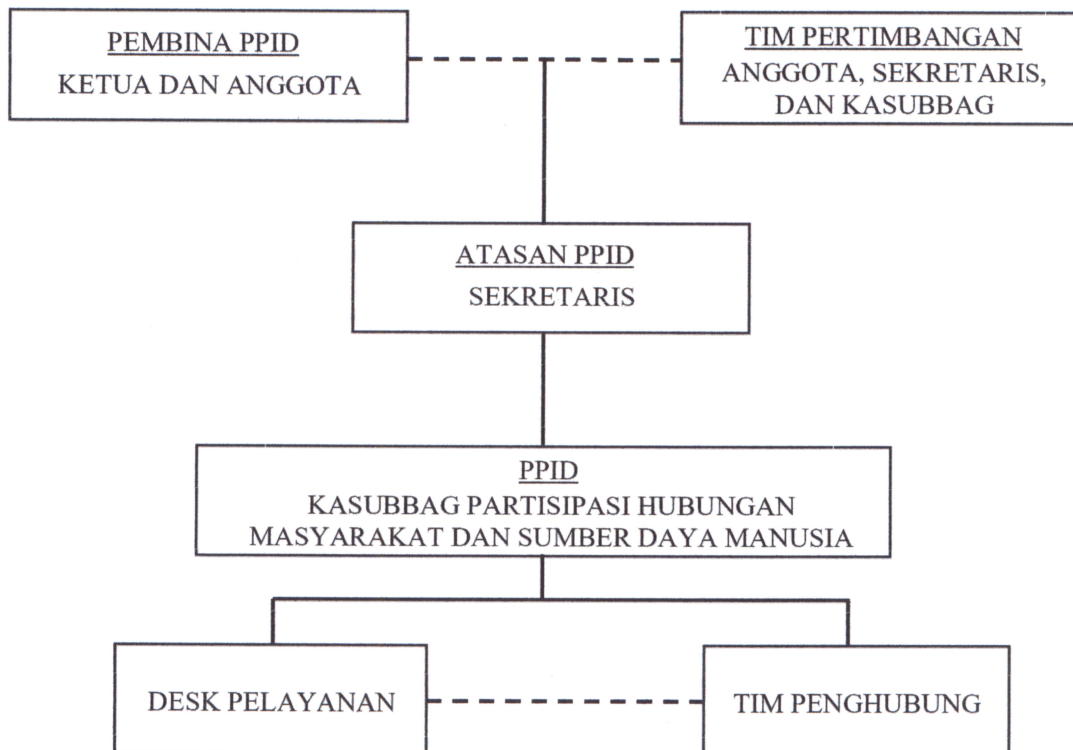 PEMBINA PPID
KETUA DAN ANGGOTA
TIM PERTIMBANGAN
ANGGOTA, SEKRETARIS,
DAN KASUBBAG
ATASAN PPID
SEKRETARIS
PPID
KASUBBAG PARTISIPASI HUBUNGAN
MASYARAKAT DAN SUMBER DAYA MANUSIA
DESK PELAYANAN
TIM PENGHUBUNG